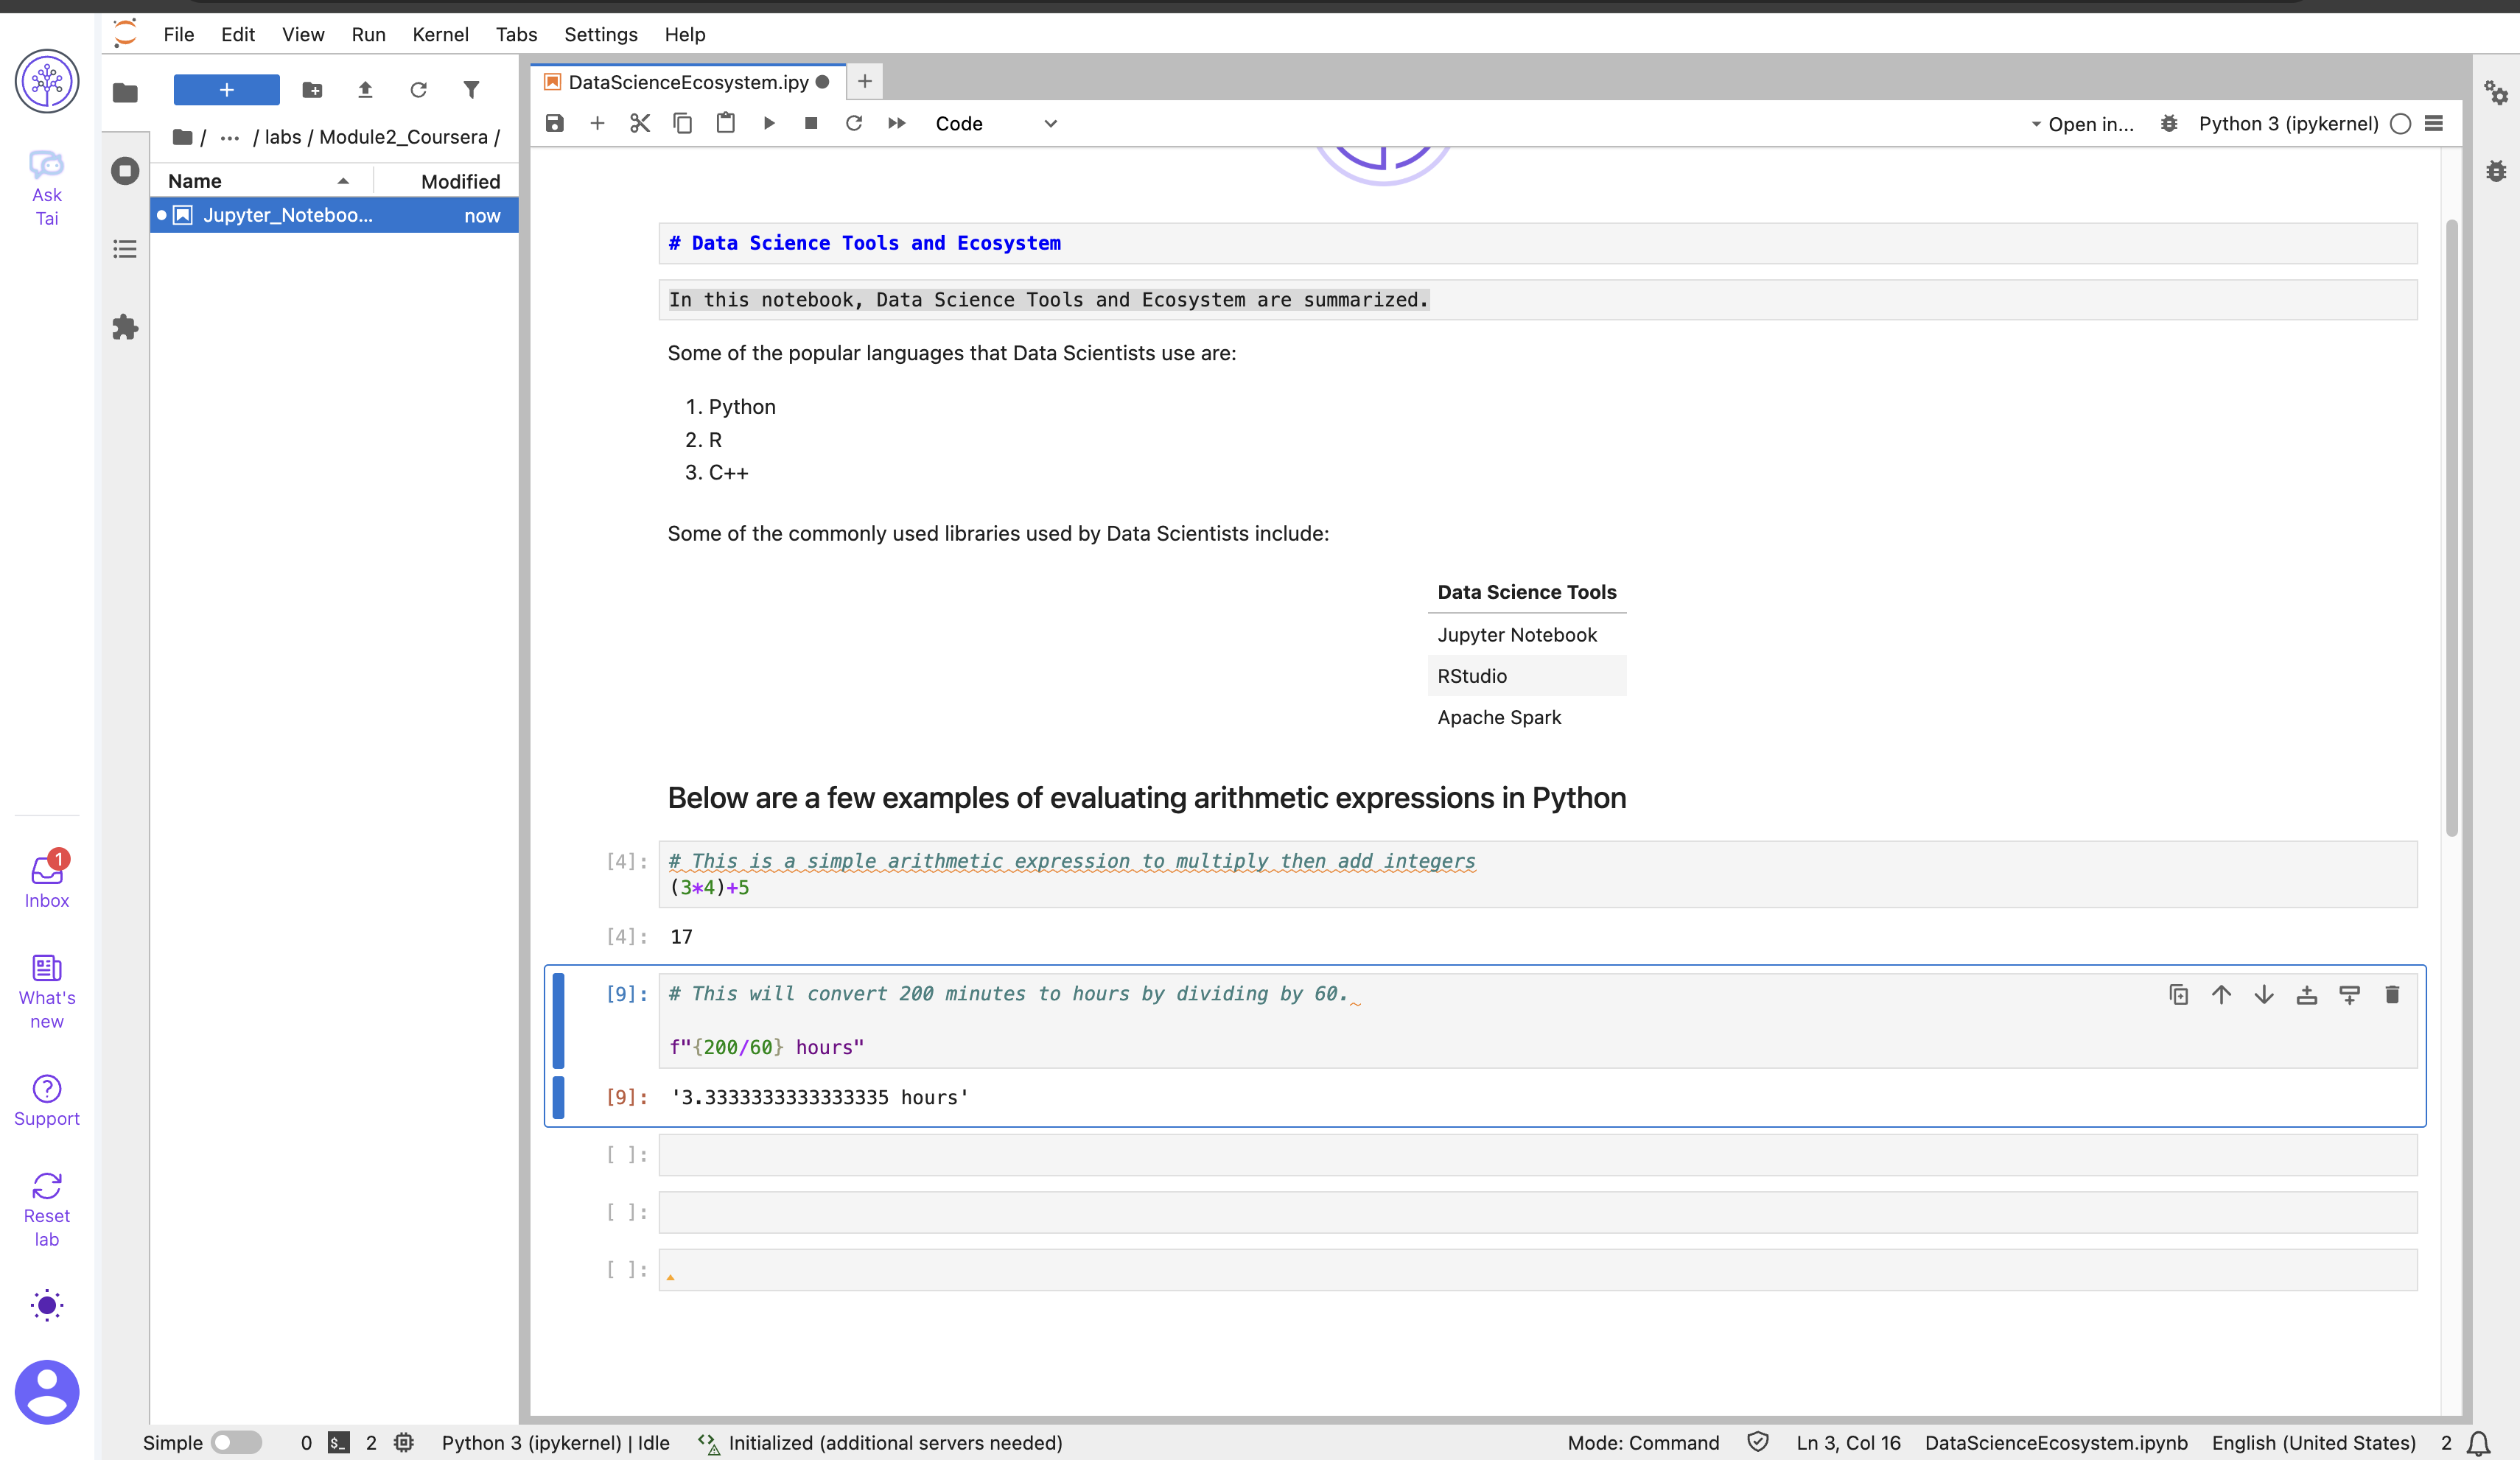 File Edit View Run Kernel Tabs Settings Help
Ask
Tai
+
/ ... / labs / Module2_Coursera /
Name Modified
Jupyter_Noteboo... now
DataScienceEcosystem.ipy
Code
Open in... Python 3 (ipykernel)
# Data Science Tools and Ecosystem
In this notebook, Data Science Tools and Ecosystem are summarized.
Some of the popular languages that Data Scientists use are:
1. Python
2. R
3. C++
Some of the commonly used libraries used by Data Scientists include:
Data Science Tools
Jupyter Notebook
RStudio
Apache Spark
Below are a few examples of evaluating arithmetic expressions in Python
[4]: # This is a simple arithmetic expression to multiply then add integers
(3*4)+5
[4]: 17
[9]: # This will convert 200 minutes to hours by dividing by 60.
f"{200/60} hours"
[9]: '3.3333333333333335 hours'
[ ]:
[ ]:
[ ]:
1
Inbox
What's
new
Support
Reset
lab
Simple 0 $_ 2 Python 3 (ipykernel) | Idle Initialized (additional servers needed) Mode: Command Ln 3, Col 16 DataScienceEcosystem.ipynb English (United States) 2